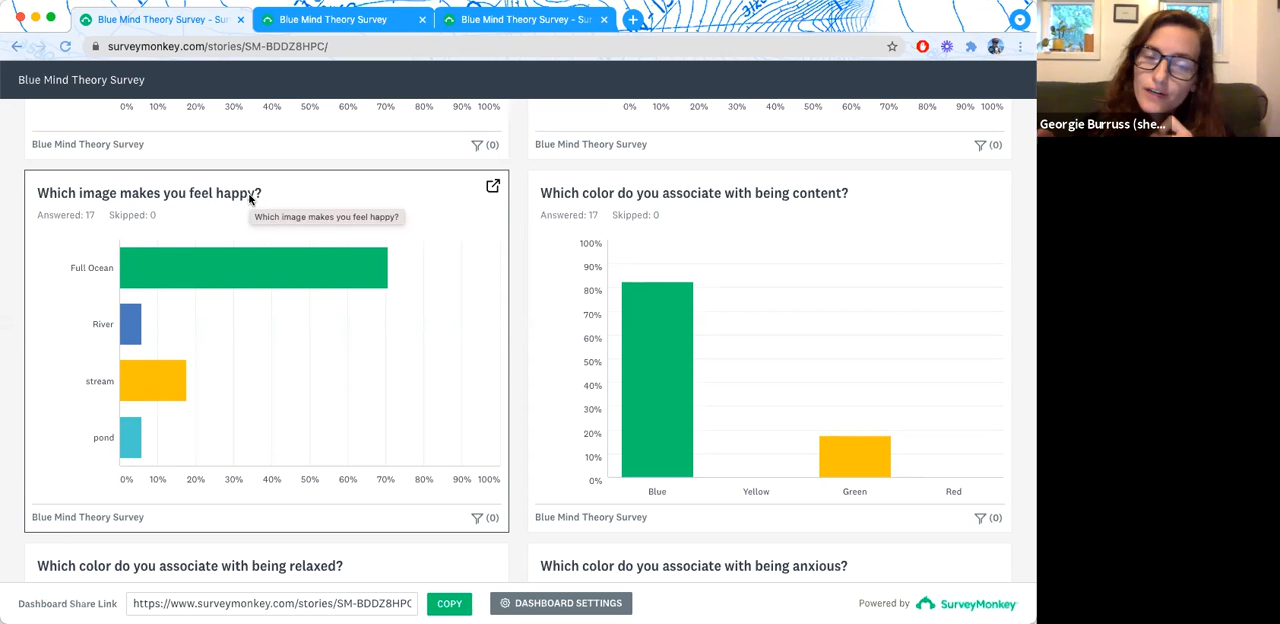 Blue Mind Theory Survey - Sur
Blue Mind Theory Survey
Blue Mind Theory Survey - Sur
surveymonkey.com/stories/SM-BDDZ8HPC/
Georgie Burruss (she...
Blue Mind Theory Survey
0% 10% 20% 30% 40% 50% 60% 70% 80% 90% 100%
0% 10% 20% 30% 40% 50% 60% 70% 80% 90% 100%
Blue Mind Theory Survey (0)
Blue Mind Theory Survey (0)
Which image makes you feel happy?
Answered: 17 Skipped: 0
Which image makes you feel happy?
Full Ocean
River
stream
pond
0% 10% 20% 30% 40% 50% 60% 70% 80% 90% 100%
Blue Mind Theory Survey (0)
Which color do you associate with being content?
Answered: 17 Skipped: 0
100%
90%
80%
70%
60%
50%
40%
30%
20%
10%
0%
Blue Yellow Green Red
Blue Mind Theory Survey (0)
Which color do you associate with being relaxed?
Which color do you associate with being anxious?
Dashboard Share Link https://www.surveymonkey.com/stories/SM-BDDZ8HPC COPY DASHBOARD SETTINGS
Powered by SurveyMonkey